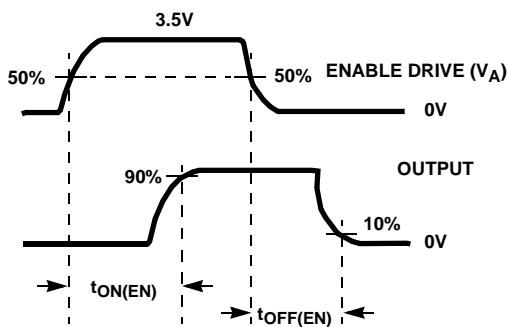 3.5V
50%
50%
ENABLE DRIVE (VA)
0V
90%
OUTPUT
10%
0V
tON(EN)
tOFF(EN)